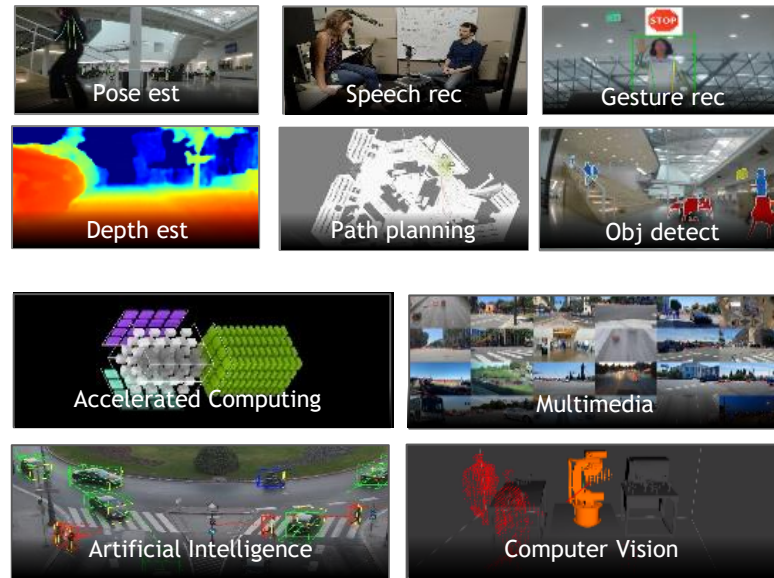 STOP
Pose est
Speech rec
Gesture rec
Depth est
Path planning
Obj detect
Accelerated Computing
Multimedia
Artificial Intelligence
Computer Vision